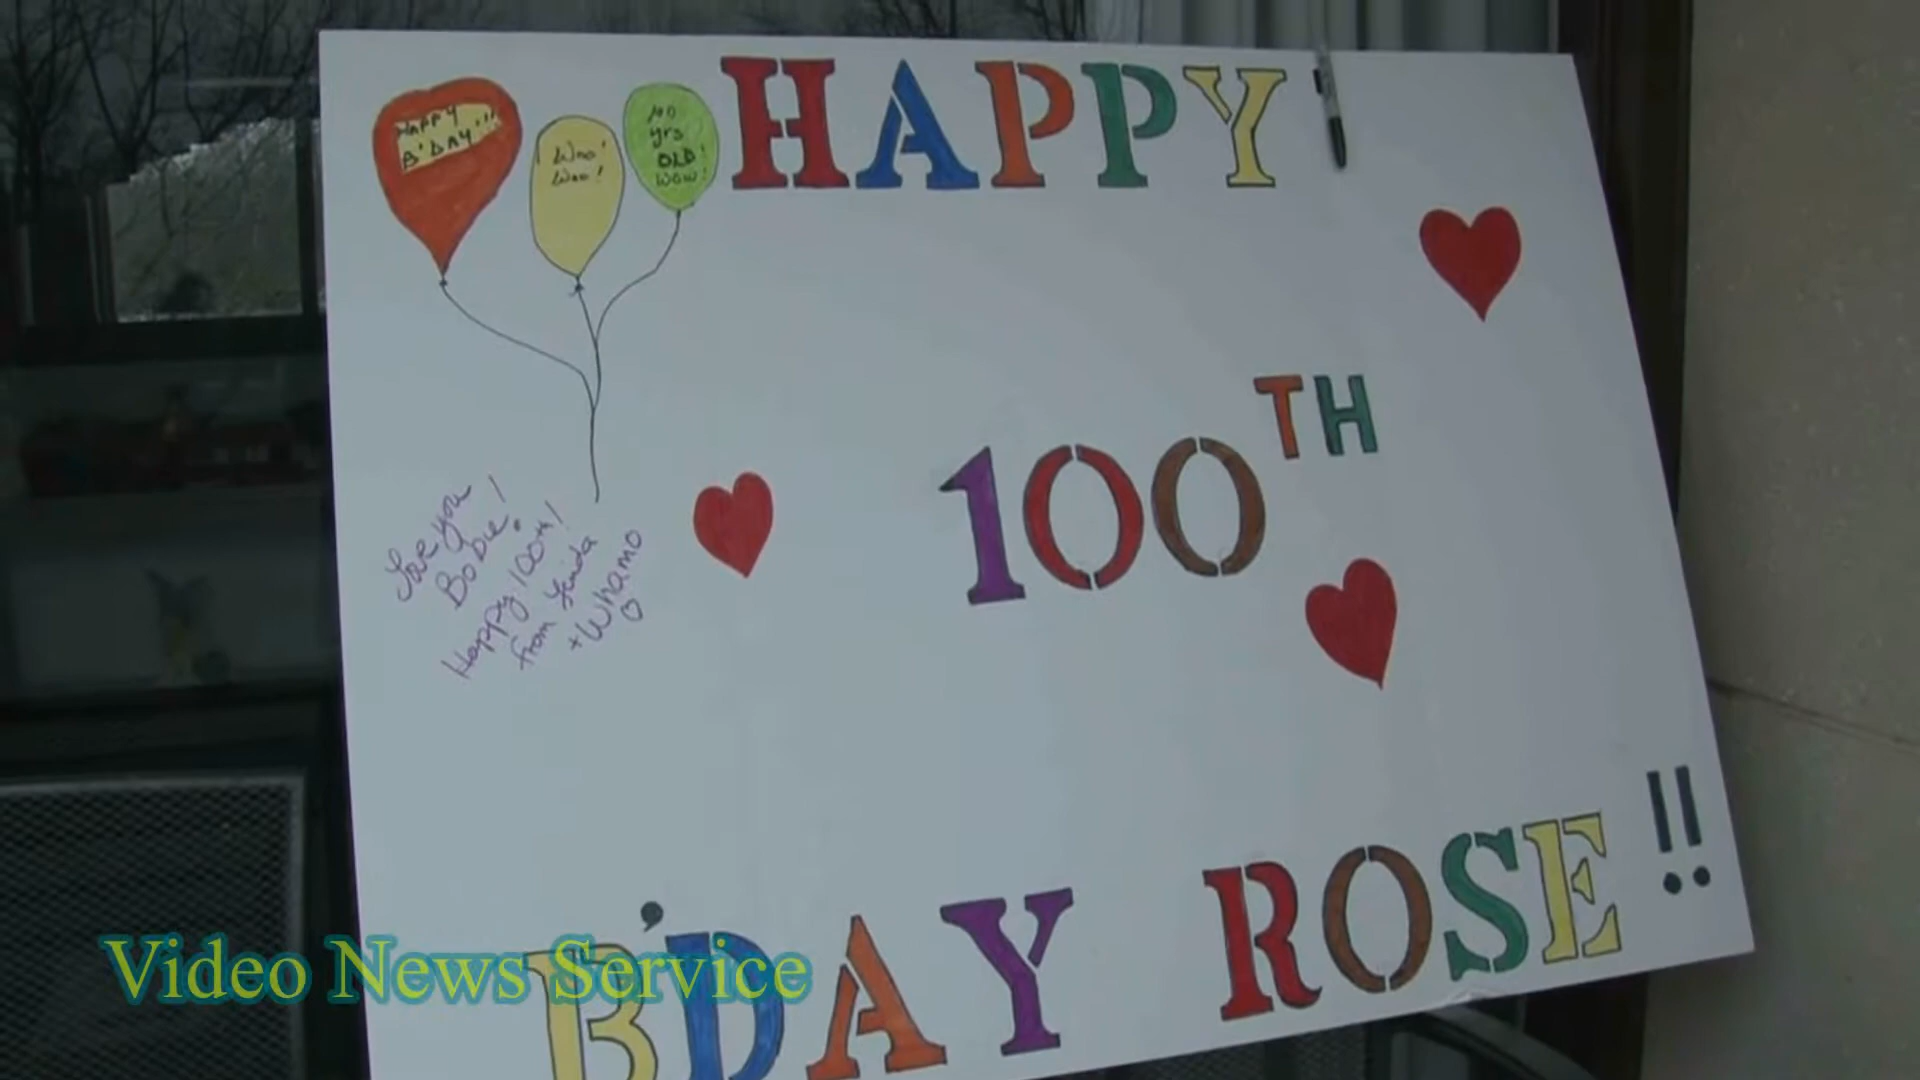 HAPPY
100TH
B'DAY ROSE!!
HAPPY
B'DAY!!!
Woo!
Woo!
yrs
OLD!
WOW!
Love you
Bobie!
Happy 100th!
from Linda
+ Whamo
Video News Service